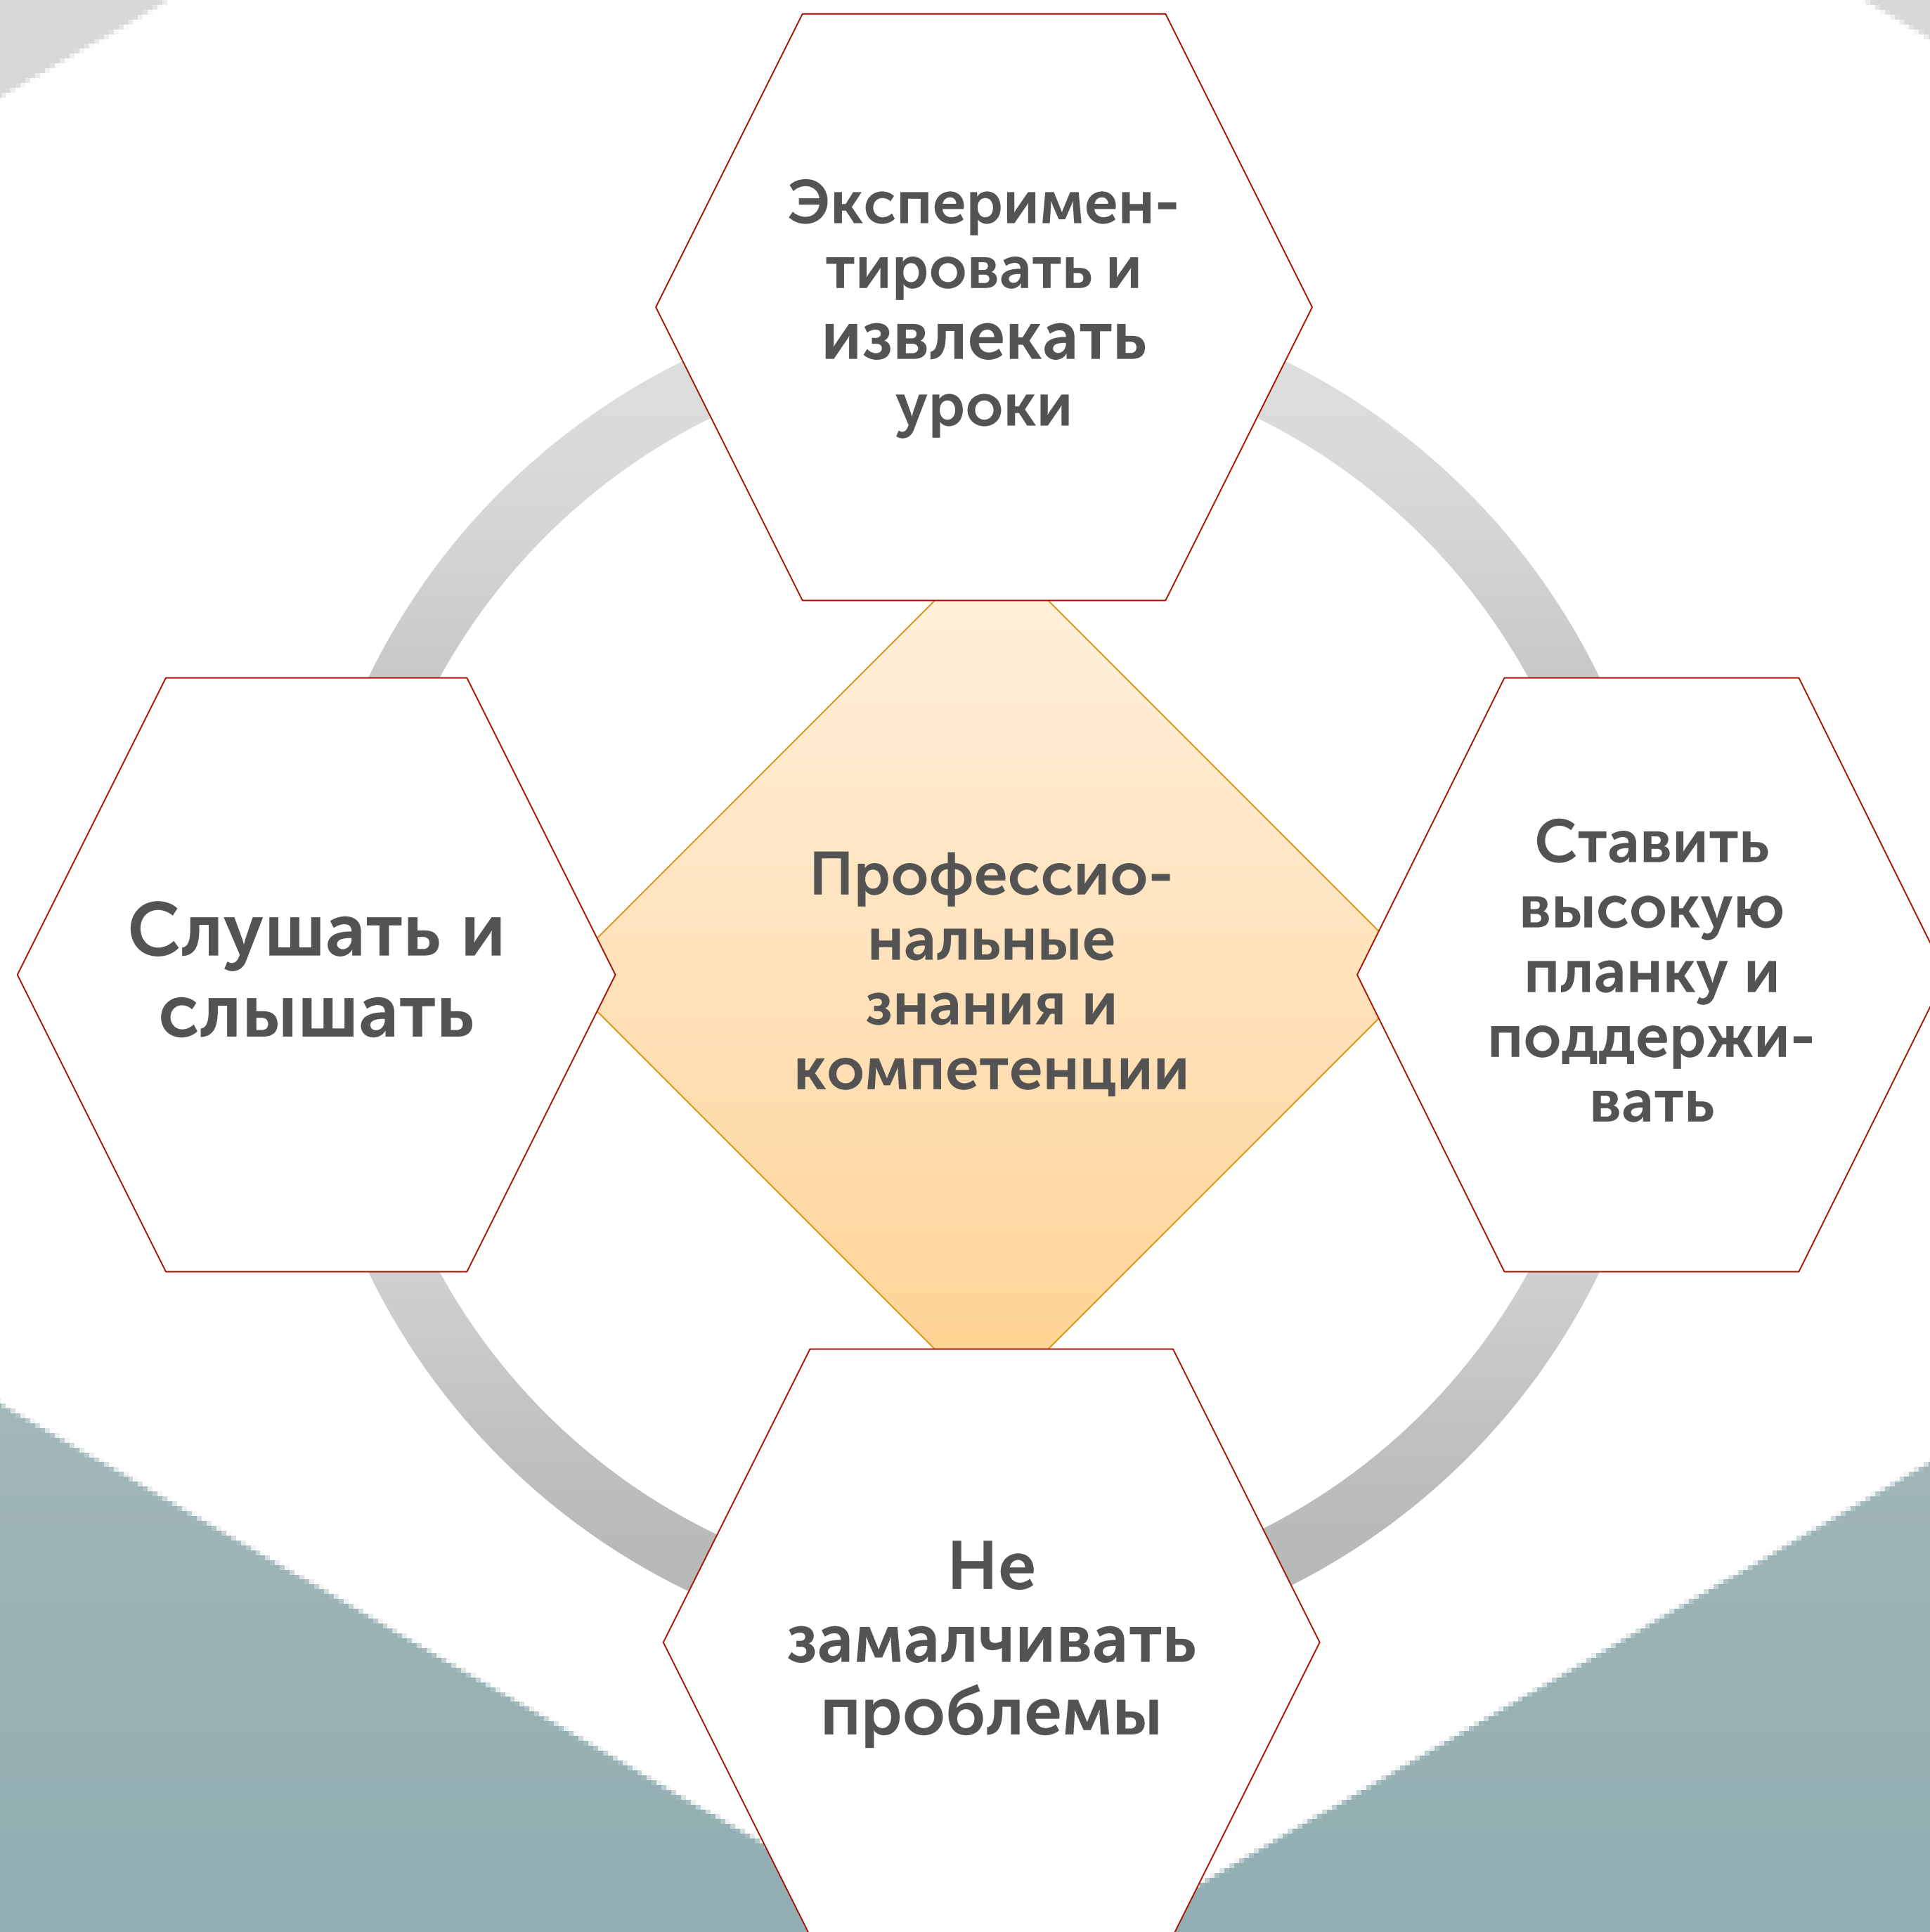 Эксперимен-
тировать и
извлекать
уроки
Слушать и
слышать
Профессио-
нальные
знания и
компетенции
Ставить
высокую
планку и
поддержи-
вать
Не
замалчивать
проблемы